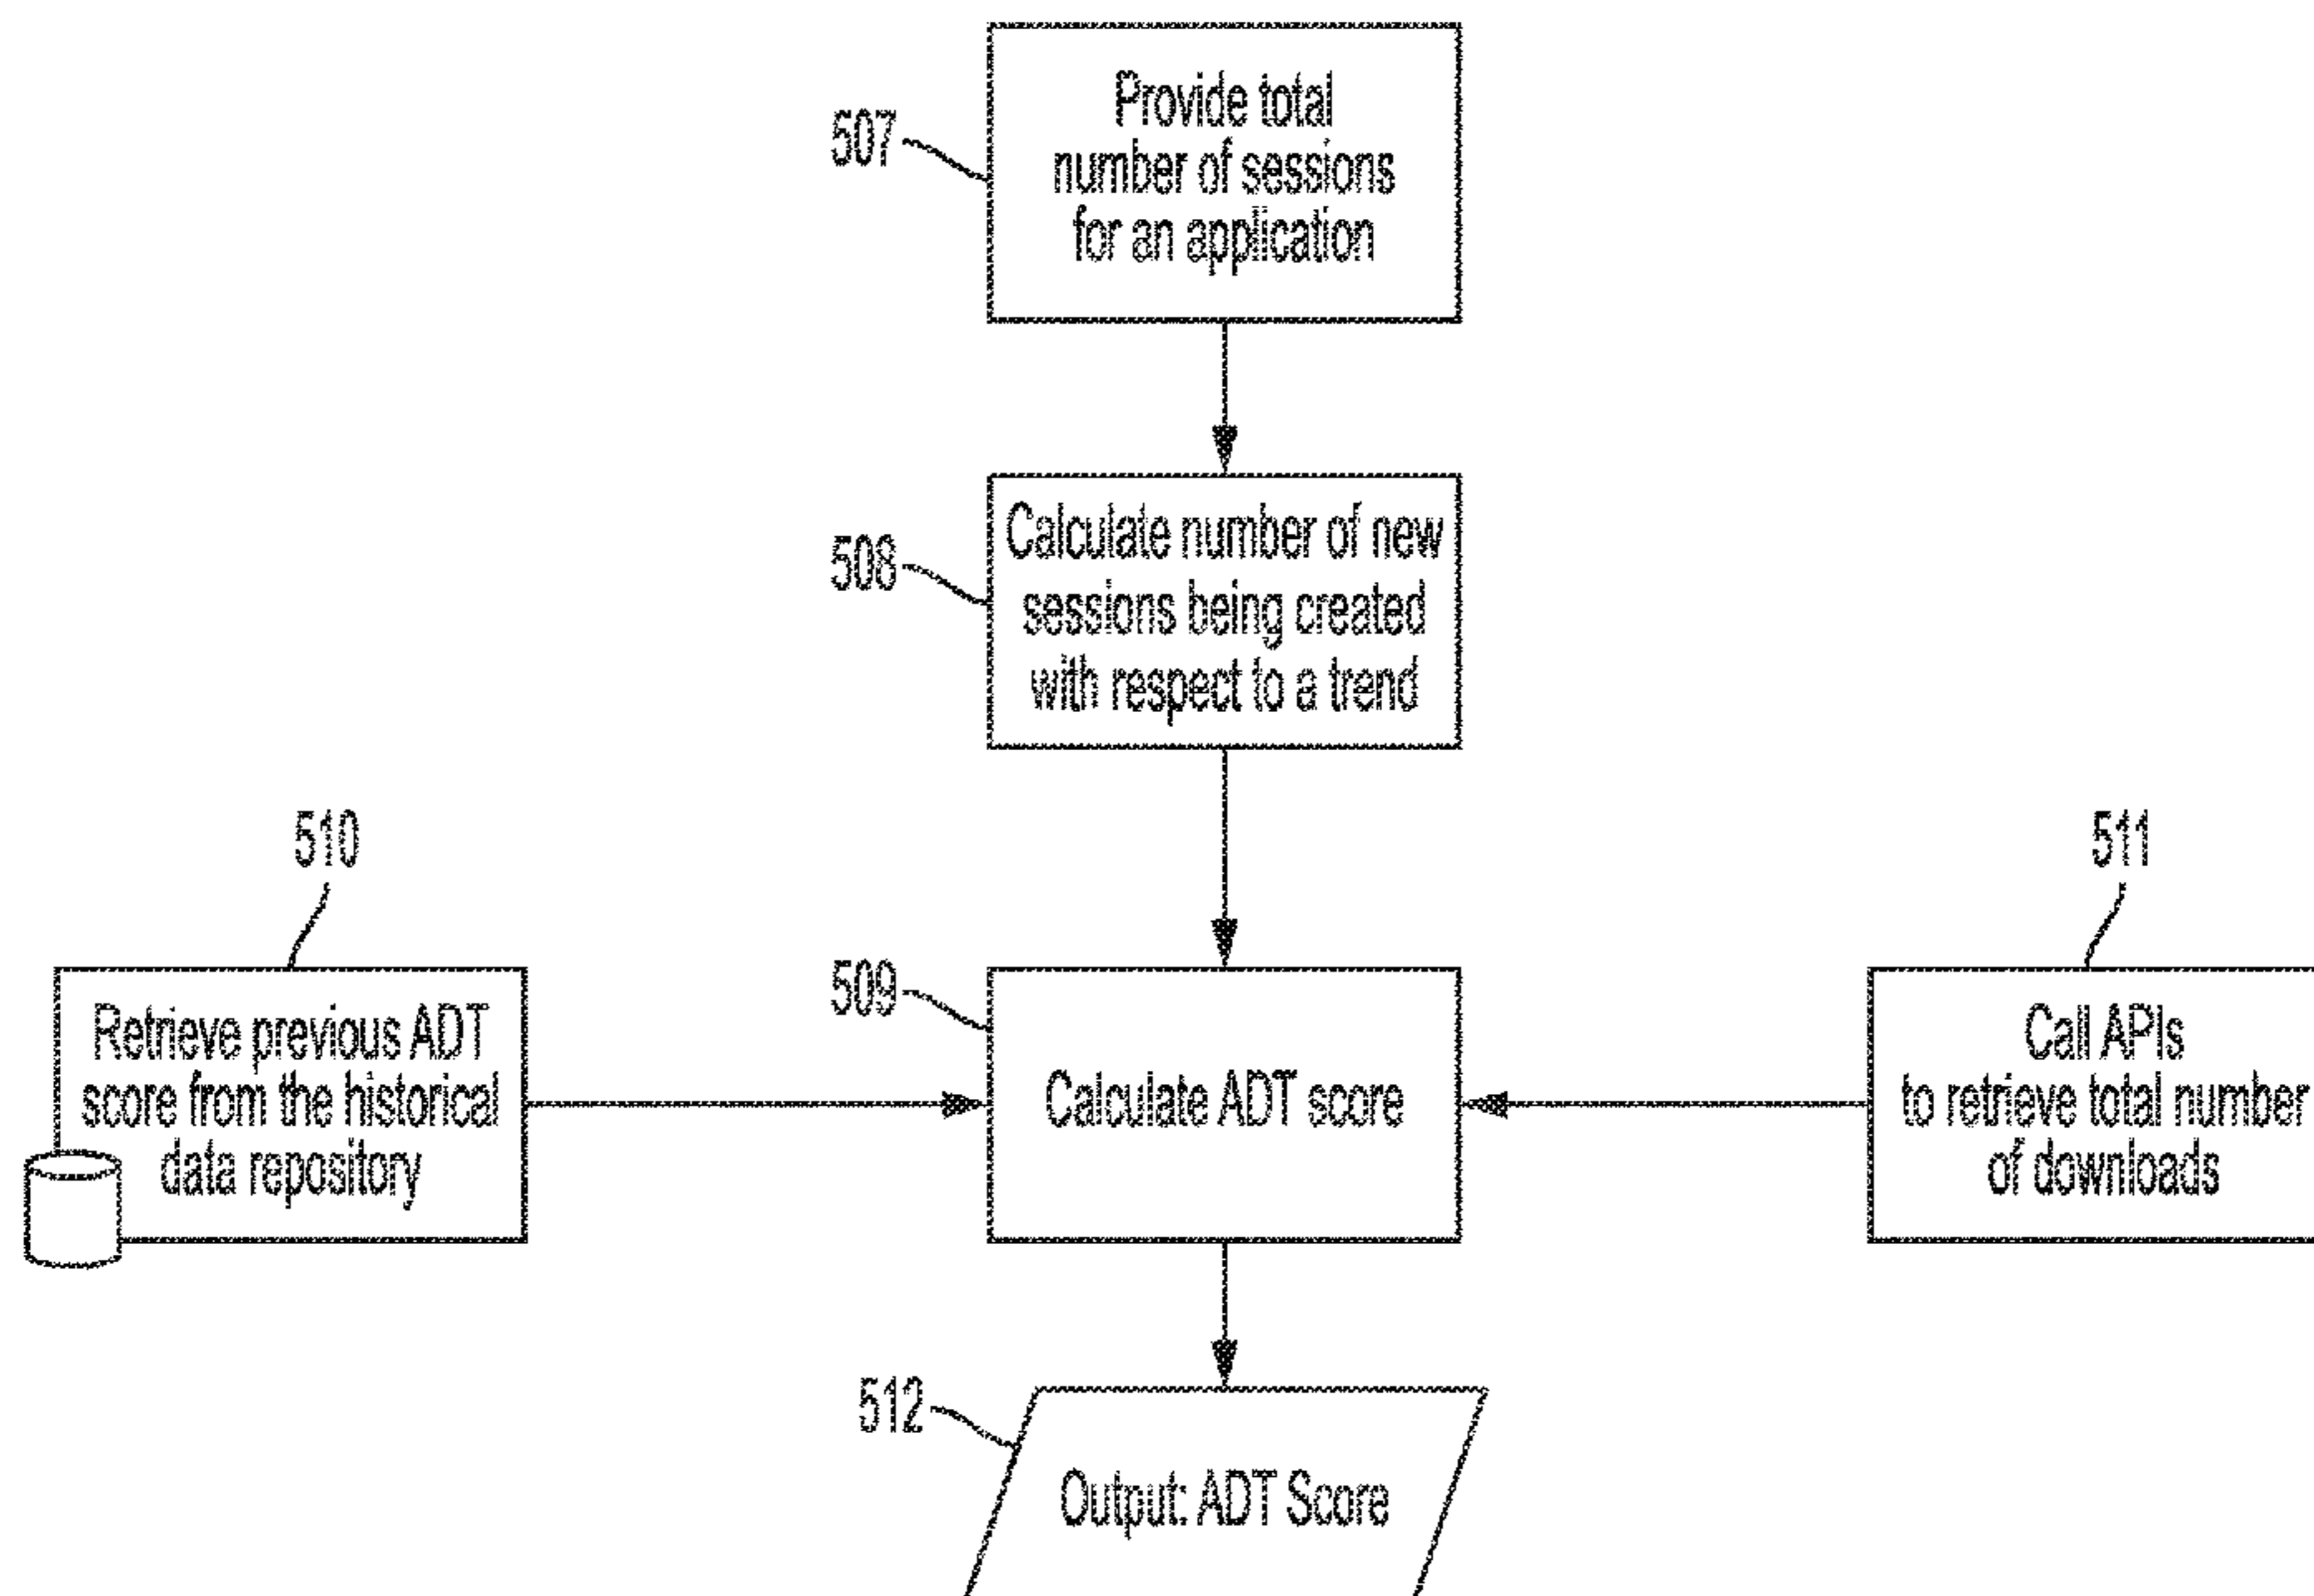 507
Provide total
number of sessions
for an application
508
Calculate number of new
sessions being created
with respect to a trend
510
Retrieve previous ADT
score from the historical
data repository
509
Calculate ADT score
511
Call APIs
to retrieve total number
of downloads
512
Output: ADT Score